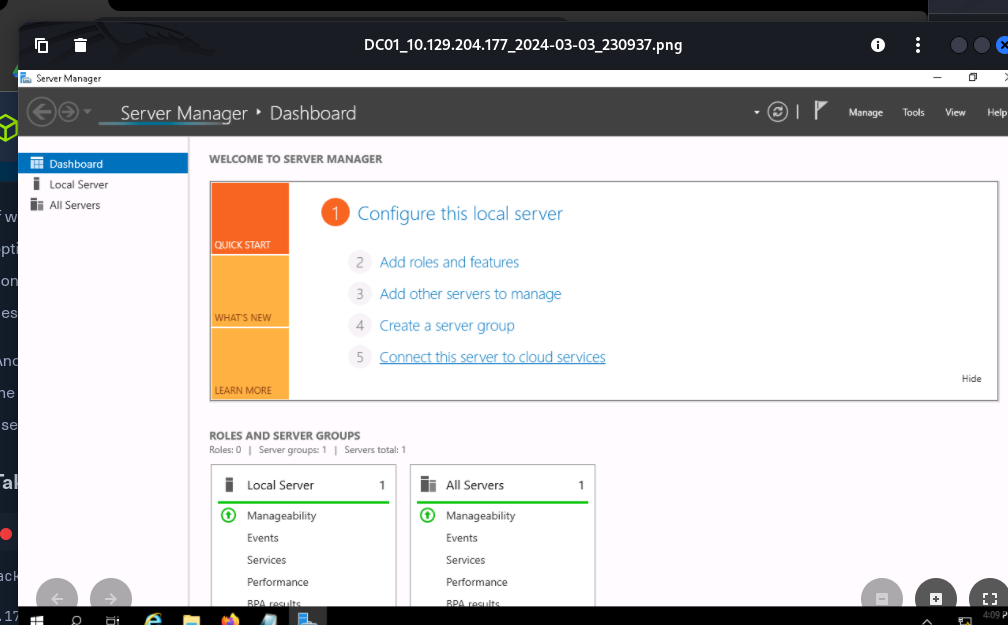 DC01_10.129.204.177_2024-03-03_230937.png
Server Manager
Server Manager ‣ Dashboard
Manage Tools View Help
Dashboard
Local Server
All Servers
WELCOME TO SERVER MANAGER
QUICK START
WHAT'S NEW
LEARN MORE
1 Configure this local server
2 Add roles and features
3 Add other servers to manage
4 Create a server group
5 Connect this server to cloud services
Hide
ROLES AND SERVER GROUPS
Roles: 0 | Server groups: 1 | Servers total: 1
Local Server 1
Manageability
Events
Services
Performance
BPA results
All Servers 1
Manageability
Events
Services
Performance
BPA results
4:09 P